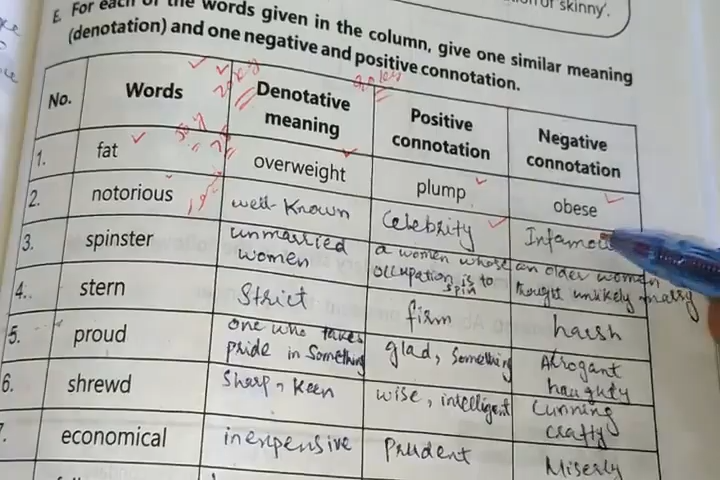 skinny'.
E. For each of the words given in the column, give one similar meaning
(denotation) and one negative and positive connotation.
No. Words Denotative meaning Positive connotation Negative connotation
1. fat overweight plump obese
2. notorious well-Known Celebrity Infamou
3. spinster unmarried women a women whose occupation is to spin an older women thought unlikely marry
4. stern Strict firm harsh
5. proud one who takes pride in Something glad, Something Arrogant haughty
6. shrewd Sharp, Keen wise, intelligent Cunning crafty
7. economical inexpensive Prudent Miserly